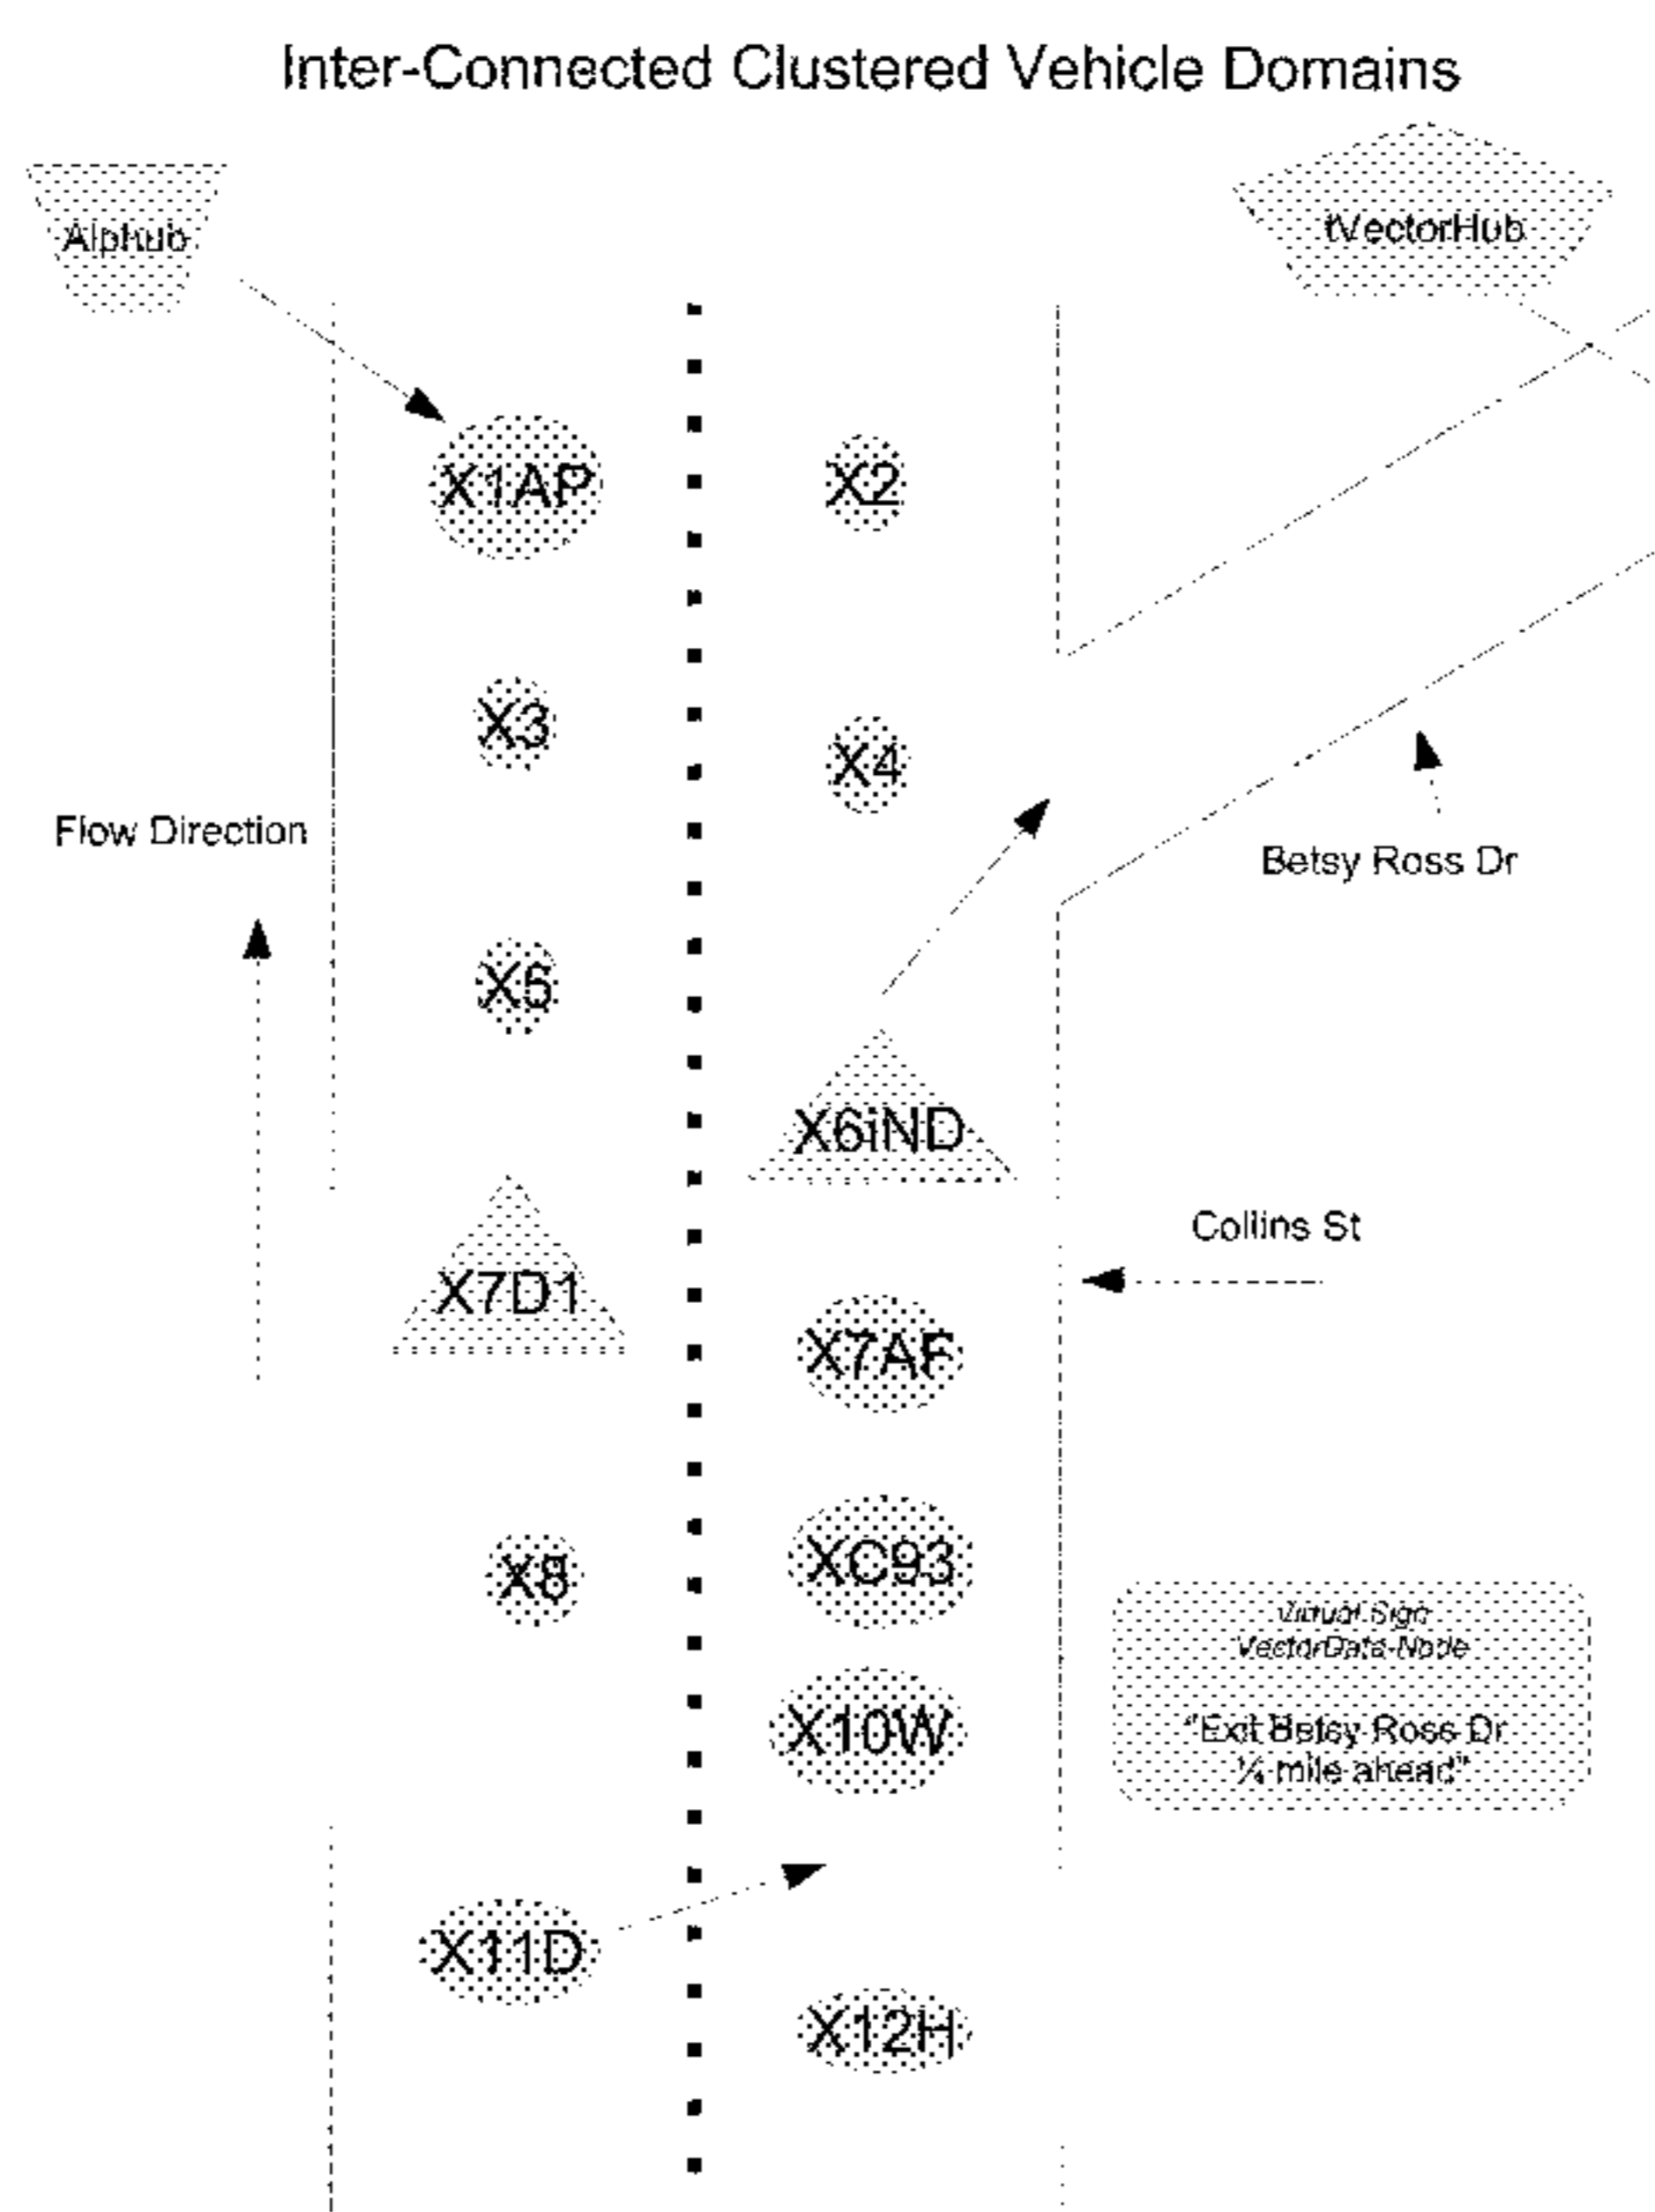 Inter-Connected Clustered Vehicle Domains
Alphub
tVectorHub
X1AP
X2
X3
X4
Flow Direction
Betsy Ross Dr
X5
X6iND
Collins St
X7D1
X7AF
X8
XC93
Virtual Sign
VectorData-Node
X10W
"Exit Betsy Ross Dr
¼ mile ahead"
X11D
X12H